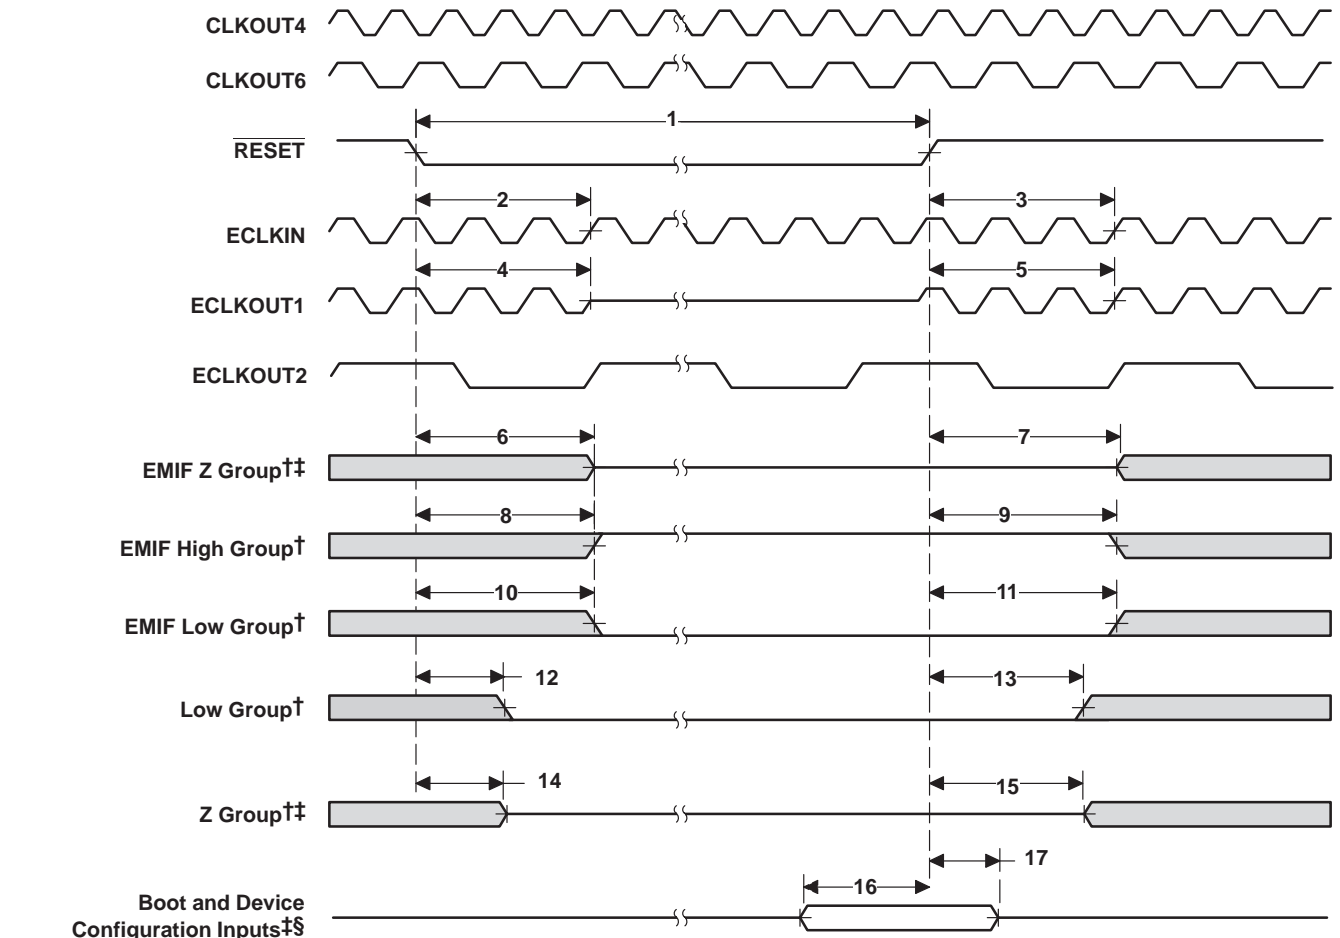 CLKOUT4
CLKOUT6
1
RESET
2
3
ECLKIN
4
5
ECLKOUT1
ECLKOUT2
6
7
EMIF Z Group†‡
8
9
EMIF High Group†
10
11
EMIF Low Group†
12
13
Low Group†
14
15
Z Group†‡
17
16
Boot and Device
Configuration Inputs‡§